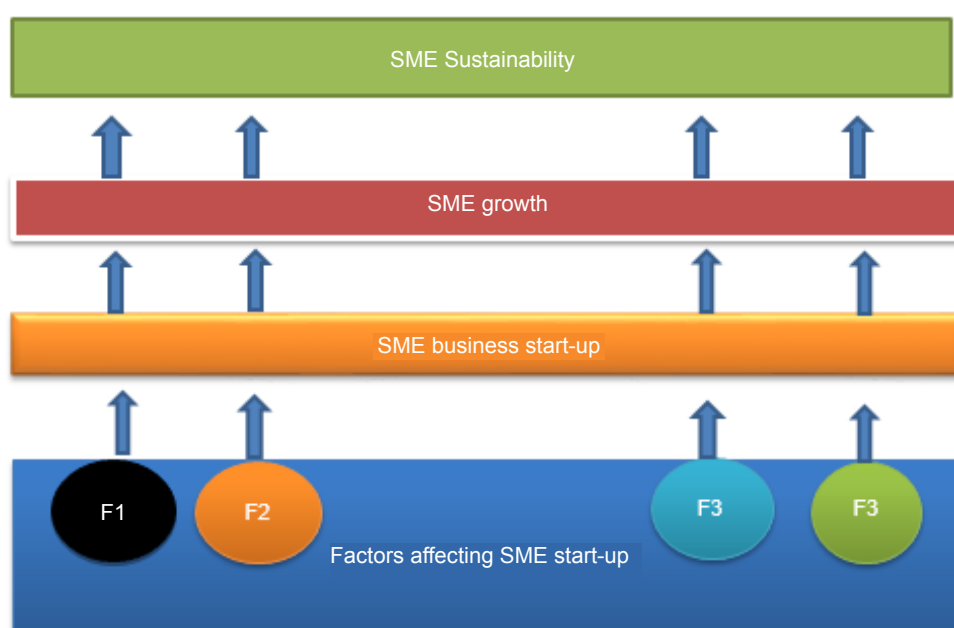 SME Sustainability
SME growth
SME business start-up
F1
F2
F3
F3
Factors affecting SME start-up